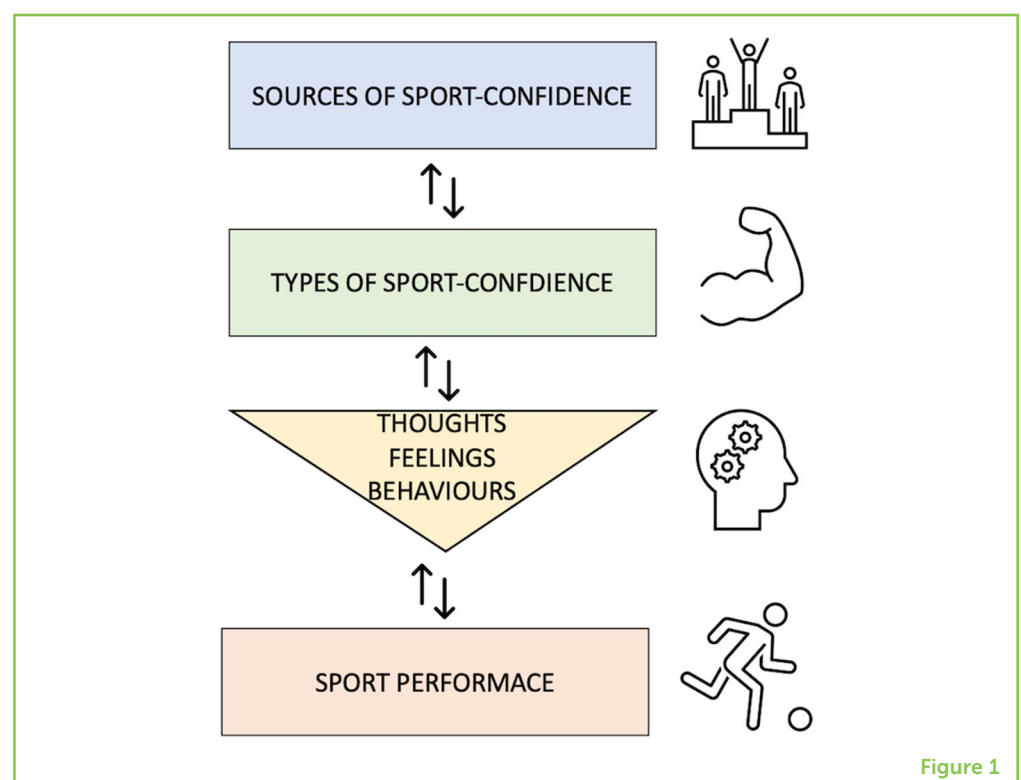 SOURCES OF SPORT-CONFIDENCE
TYPES OF SPORT-CONFDIENCE
THOUGHTS
FEELINGS
BEHAVIOURS
SPORT PERFORMACE
Figure 1